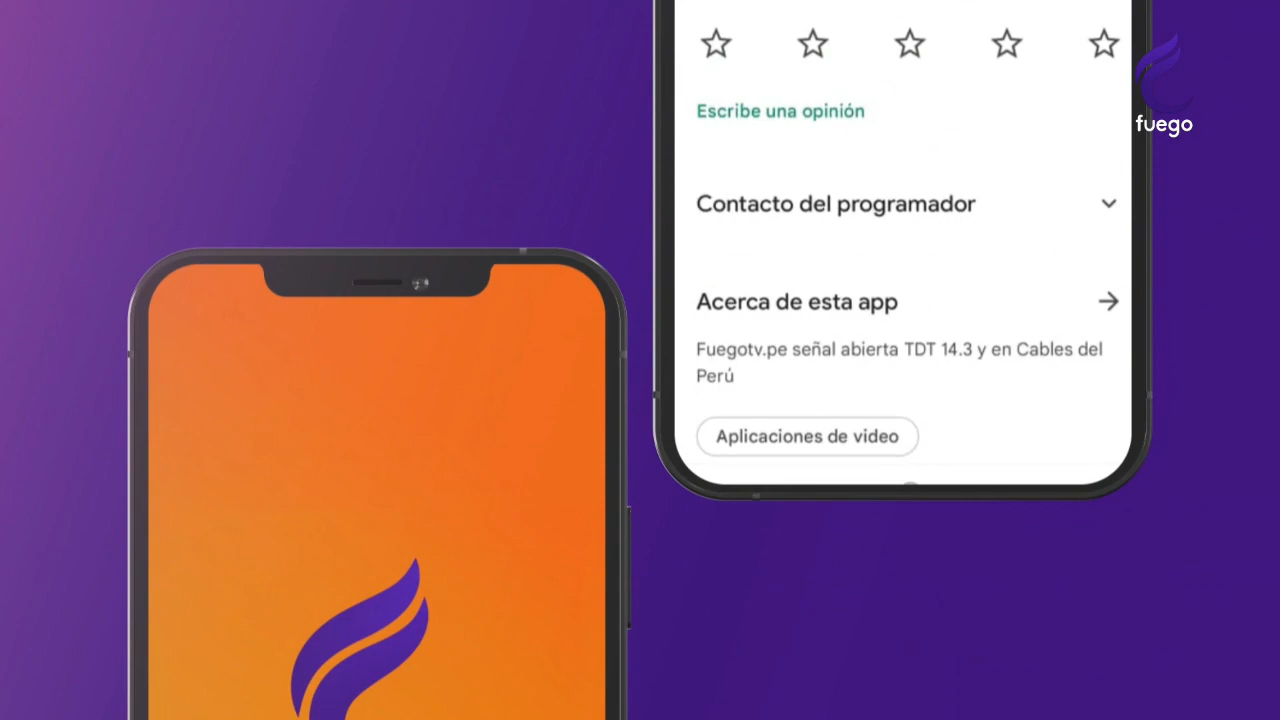 Escribe una opinión
fuego
Contacto del programador
Acerca de esta app
Fuegotv.pe señal abierta TDT 14.3 y en Cables del
Perú
Aplicaciones de video